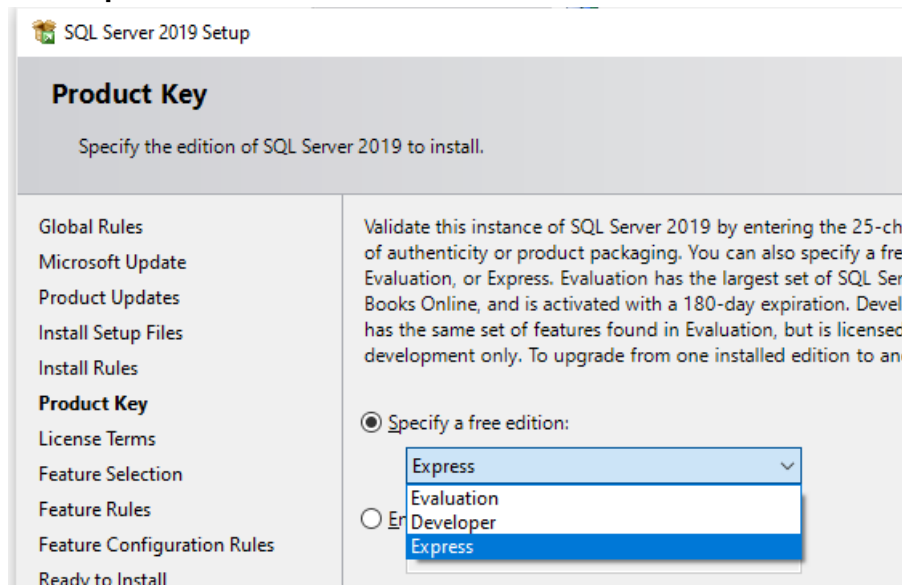 SQL Server 2019 Setup
Product Key
Specify the edition of SQL Server 2019 to install.
Global Rules
Microsoft Update
Product Updates
Install Setup Files
Install Rules
Product Key
License Terms
Feature Selection
Feature Rules
Feature Configuration Rules
Ready to Install
Validate this instance of SQL Server 2019 by entering the 25-ch
of authenticity or product packaging. You can also specify a fre
Evaluation, or Express. Evaluation has the largest set of SQL Ser
Books Online, and is activated with a 180-day expiration. Devel
has the same set of features found in Evaluation, but is licensed
development only. To upgrade from one installed edition to an
Specify a free edition:
Express
Evaluation
Developer
Express